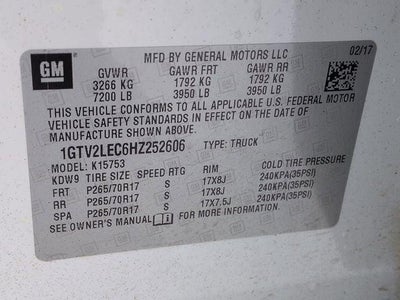 GM
MFD BY GENERAL MOTORS LLC
02/17
GVWR GAWR FRT GAWR RR
3266 KG 1792 KG 1792 KG
7200 LB 3950 LB 3950 LB
THIS VEHICLE CONFORMS TO ALL APPLICABLE U.S. FEDERAL MOTOR
VEHICLE SAFETY STANDARDS IN EFFECT ON THE DATE OF
MANUFACTURE SHOWN ABOVE.
1GTV2LEC6HZ252606 TYPE: TRUCK
MODEL: K15753
KDW9 TIRE SIZE SPEED RTG RIM COLD TIRE PRESSURE
FRT P265/70R17 S 17X8J 240KPA(35PSI)
RR P265/70R17 S 17X8J 240KPA(35PSI)
SPA P265/70R17 S 17X7.5J 240KPA(35PSI)
SEE OWNER'S MANUAL FOR MORE INFORMATION.